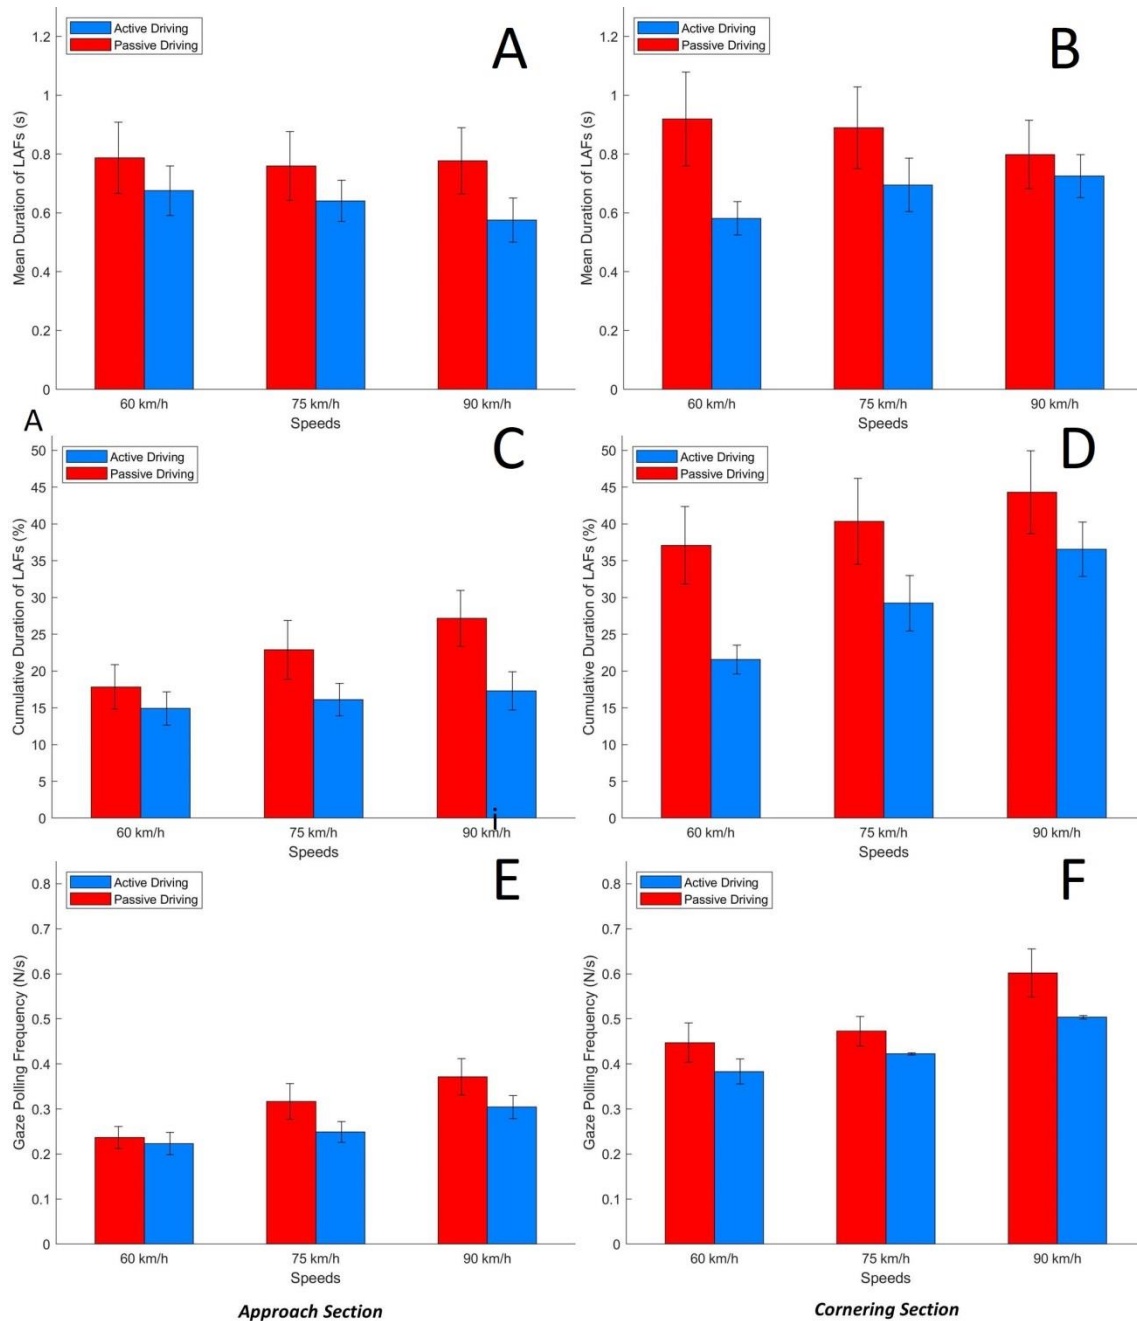 A
Active Driving
Passive Driving
1.2
1
0.8
0.6
0.4
0.2
0
Mean Duration of LAFs (s)
60 km/h 75 km/h 90 km/h
Speeds
B
Active Driving
Passive Driving
1.2
1
0.8
0.6
0.4
0.2
0
Mean Duration of LAFs (s)
60 km/h 75 km/h 90 km/h
Speeds
A
C
Active Driving
Passive Driving
50
45
40
35
30
25
20
15
10
5
0
Cumulative Duration of LAFs (%)
60 km/h 75 km/h 90 km/h
i
Speeds
D
Active Driving
Passive Driving
50
45
40
35
30
25
20
15
10
5
0
Cumulative Duration of LAFs (%)
60 km/h 75 km/h 90 km/h
Speeds
E
Active Driving
Passive Driving
0.8
0.7
0.6
0.5
0.4
0.3
0.2
0.1
0
Gaze Polling Frequency (N/s)
60 km/h 75 km/h 90 km/h
Speeds
F
Active Driving
Passive Driving
0.8
0.7
0.6
0.5
0.4
0.3
0.2
0.1
0
Gaze Polling Frequency (N/s)
60 km/h 75 km/h 90 km/h
Speeds
Approach Section
Cornering Section